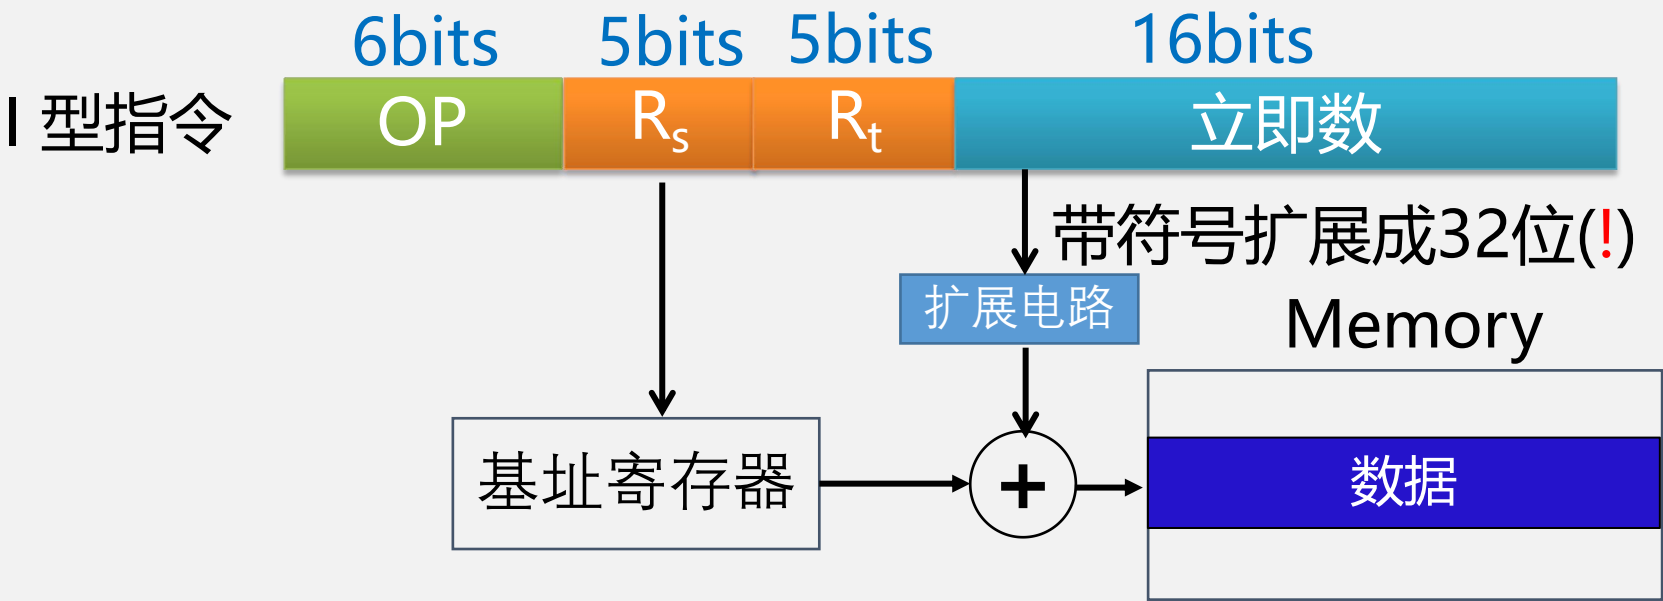 6bits 5bits 5bits 16bits
I 型指令 OP Rs Rt 立即数
带符号扩展成32位(!)
扩展电路
Memory
基址寄存器 + 数据